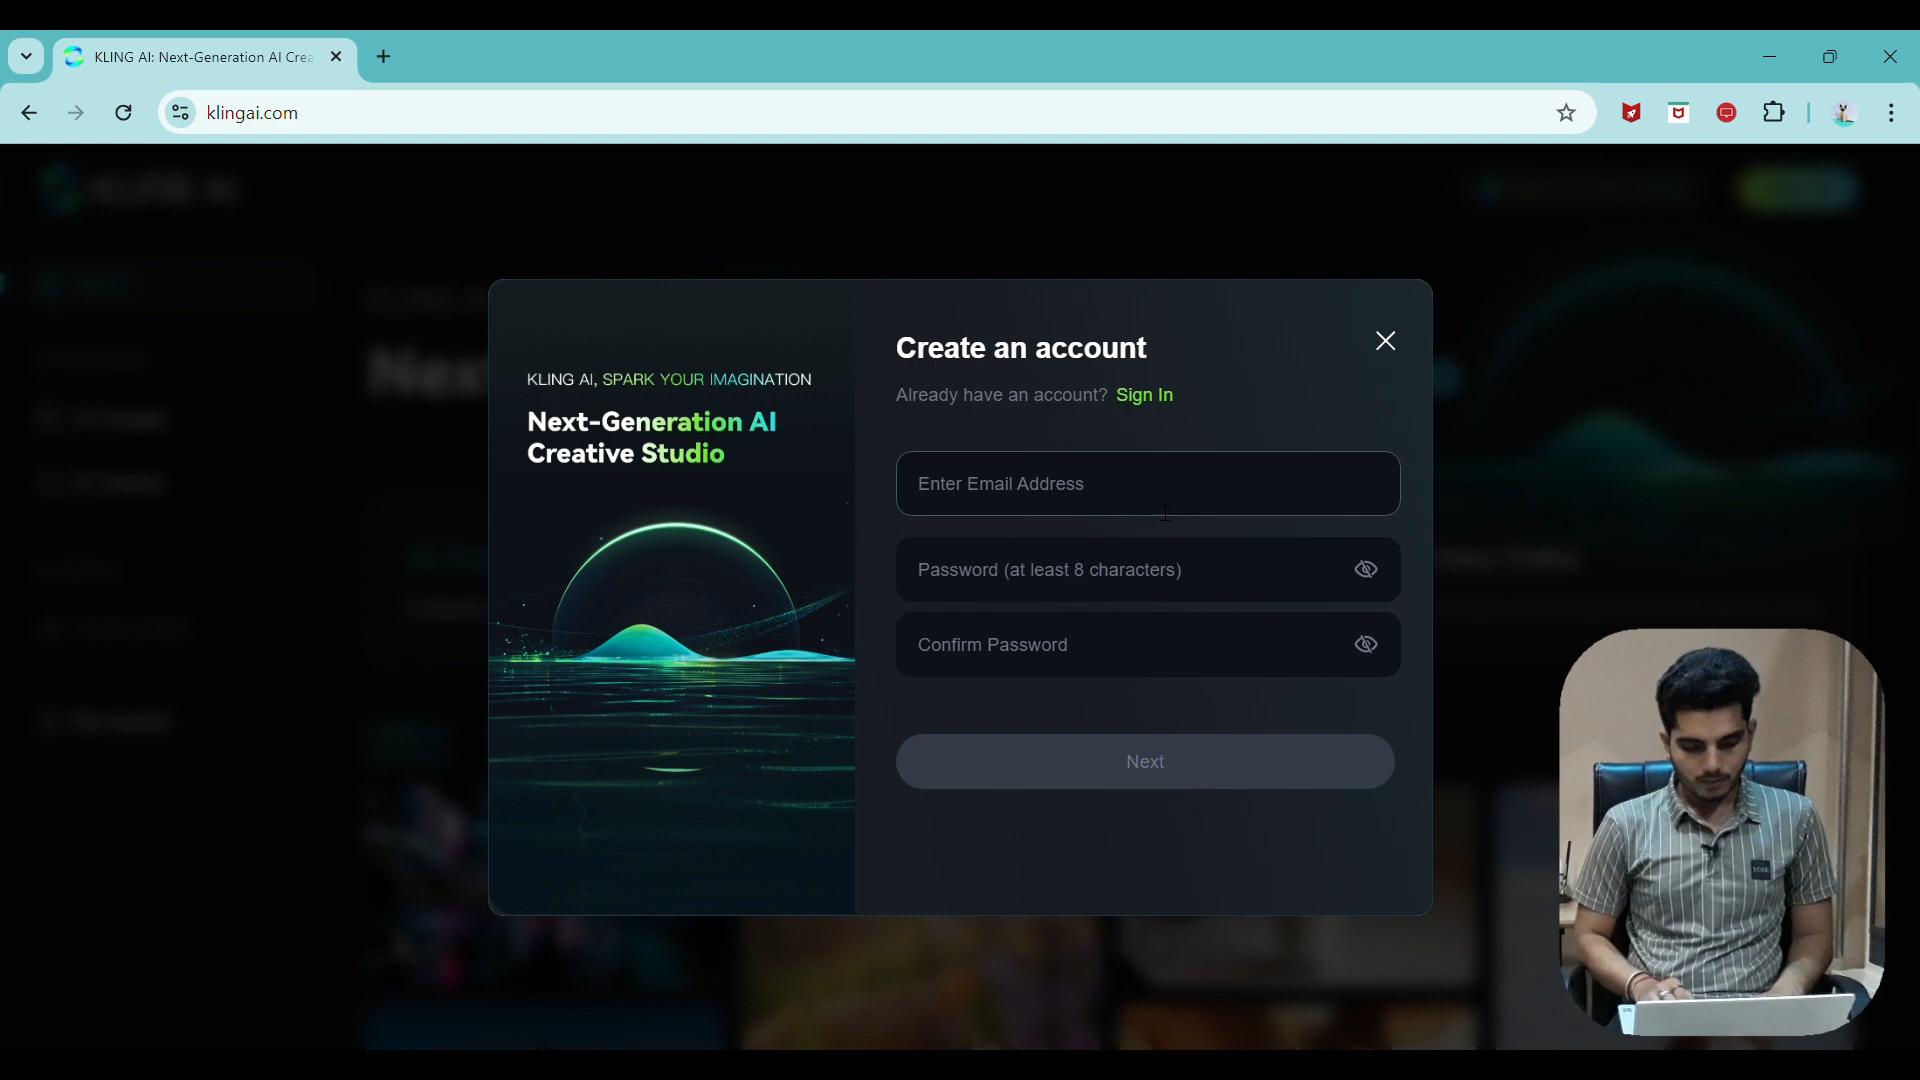 KLING AI: Next-Generation AI Crea
klingai.com
KLING AI, SPARK YOUR IMAGINATION
Next-Generation AI
Creative Studio
Create an account
Already have an account? Sign In
Enter Email Address
Password (at least 8 characters)
Confirm Password
Next